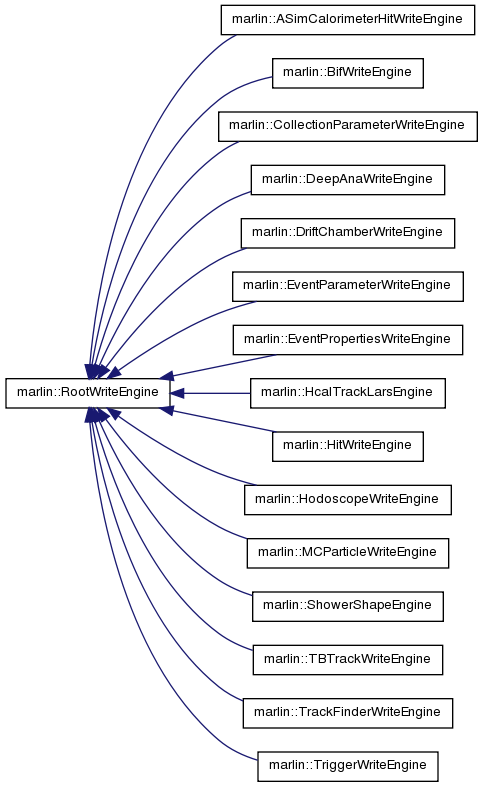 marlin::ASimCalorimeterHitWriteEngine
marlin::BifWriteEngine
marlin::CollectionParameterWriteEngine
marlin::DeepAnaWriteEngine
marlin::DriftChamberWriteEngine
marlin::EventParameterWriteEngine
marlin::EventPropertiesWriteEngine
marlin::RootWriteEngine
marlin::HcalTrackLarsEngine
marlin::HitWriteEngine
marlin::HodoscopeWriteEngine
marlin::MCParticleWriteEngine
marlin::ShowerShapeEngine
marlin::TBTrackWriteEngine
marlin::TrackFinderWriteEngine
marlin::TriggerWriteEngine